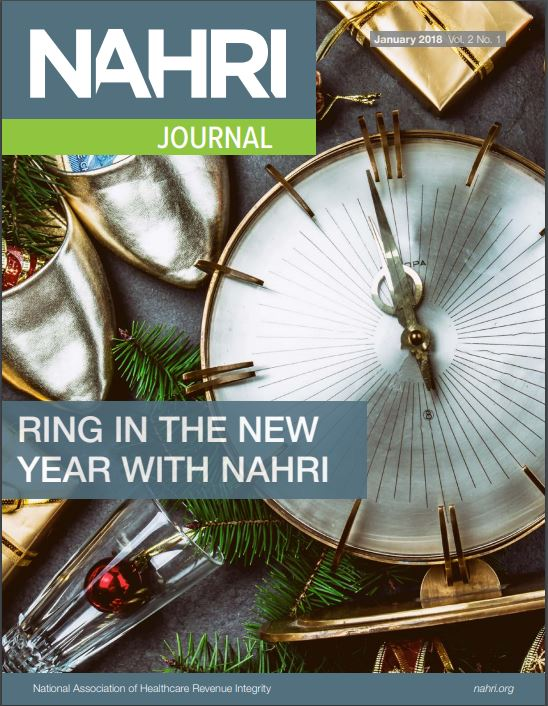 NAHRI
JOURNAL
January 2018 Vol. 2 No. 1
RING IN THE NEW
YEAR WITH NAHRI
National Association of Healthcare Revenue Integrity
nahri.org